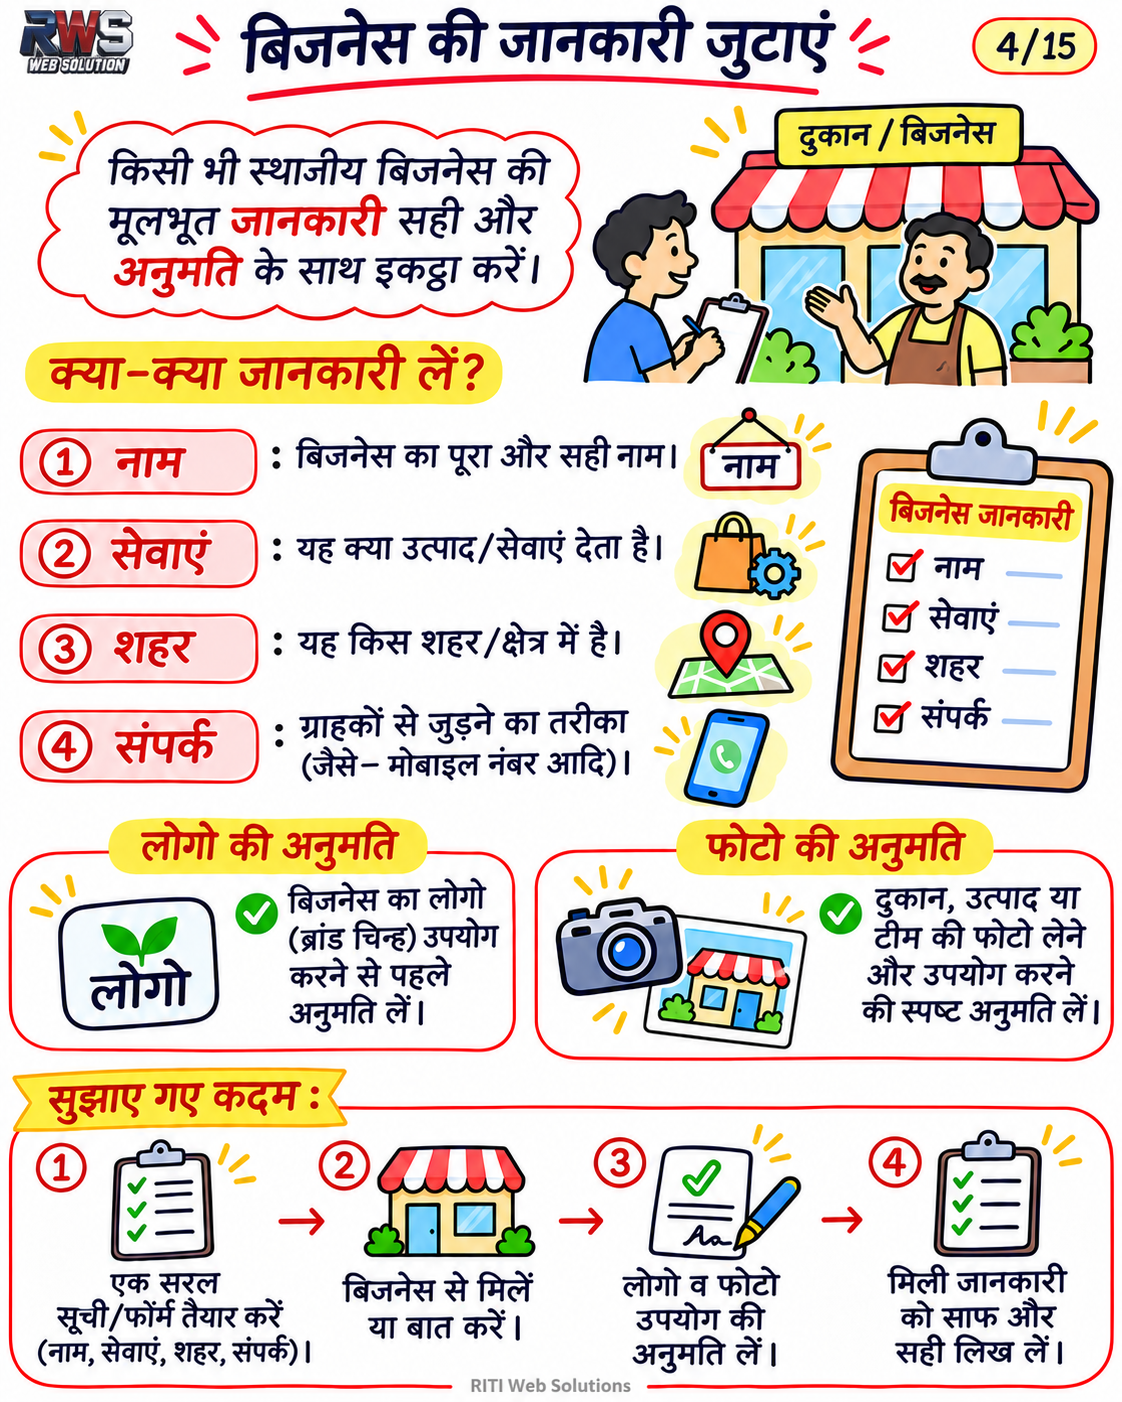 RWS
WEB SOLUTION
बिजनेस की जानकारी जुटाएं
4/15
किसी भी स्थाजीय बिजनेस की
मूलभूत जानकारी सही और
अनुमति के साथ इकट्ठा करें।
दुकान / बिजनेस
क्या-क्या जानकारी लें?
1 नाम : बिजनेस का पूरा और सही नाम।
नाम
2 सेवाएं : यह क्या उत्पाद/सेवाएं देता है।
3 शहर : यह किस शहर/क्षेत्र में है।
4 संपर्क : ग्राहकों से जुड़ने का तरीका
(जैसे– मोबाइल नंबर आदि)।
बिजनेस जानकारी
नाम
सेवाएं
शहर
संपर्क
लोगो की अनुमति
लोगो
बिजनेस का लोगो
(ब्रांड चिन्ह) उपयोग
करने से पहले
अनुमति लें।
फोटो की अनुमति
दुकान, उत्पाद या
टीम की फोटो लेने
और उपयोग करने
की स्पष्ट अनुमति लें।
सुझाए गए कदम :
1
एक सरल
सूची/फॉर्म तैयार करें
(नाम, सेवाएं, शहर, संपर्क)।
2
बिजनेस से मिलें
या बात करें।
3
लोगो व फोटो
उपयोग की
अनुमति लें।
4
मिली जानकारी
को साफ और
सही लिख लें।
RITI Web Solutions